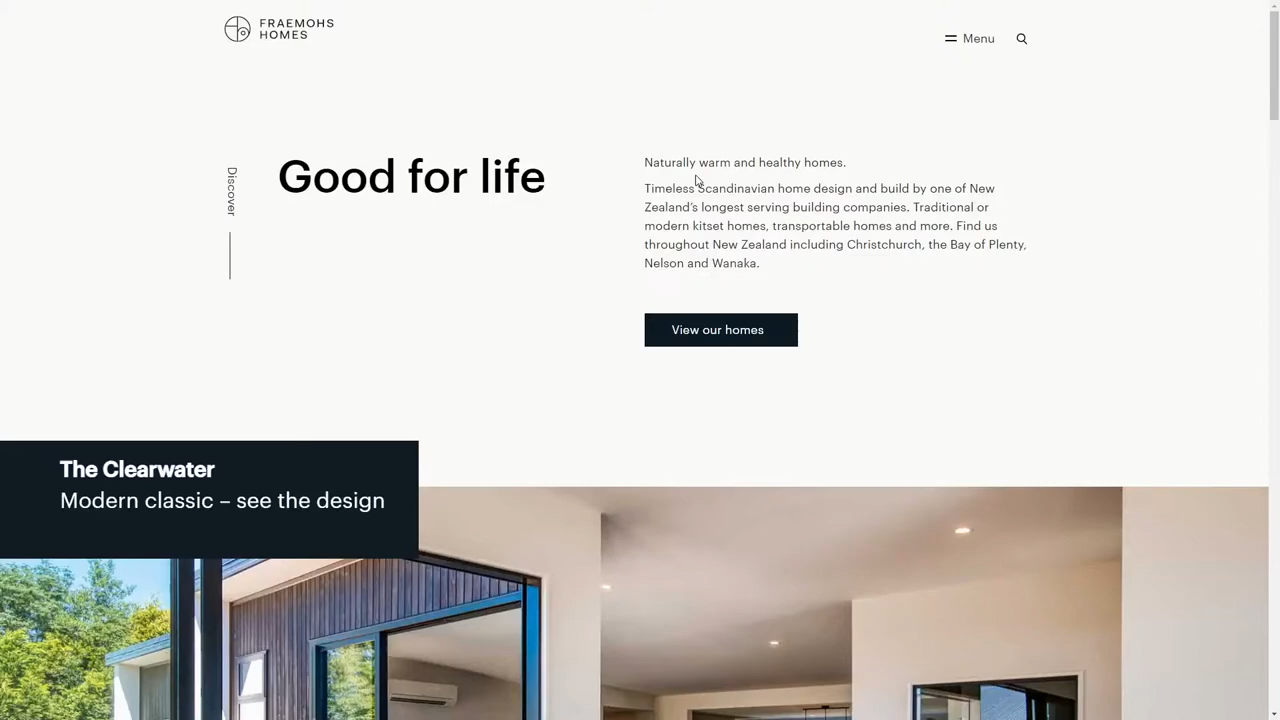 FRAEMOHS
HOMES
Menu
Discover
Good for life
Naturally warm and healthy homes.
Timeless Scandinavian home design and build by one of New
Zealand's longest serving building companies. Traditional or
modern kitset homes, transportable homes and more. Find us
throughout New Zealand including Christchurch, the Bay of Plenty,
Nelson and Wanaka.
View our homes
The Clearwater
Modern classic – see the design